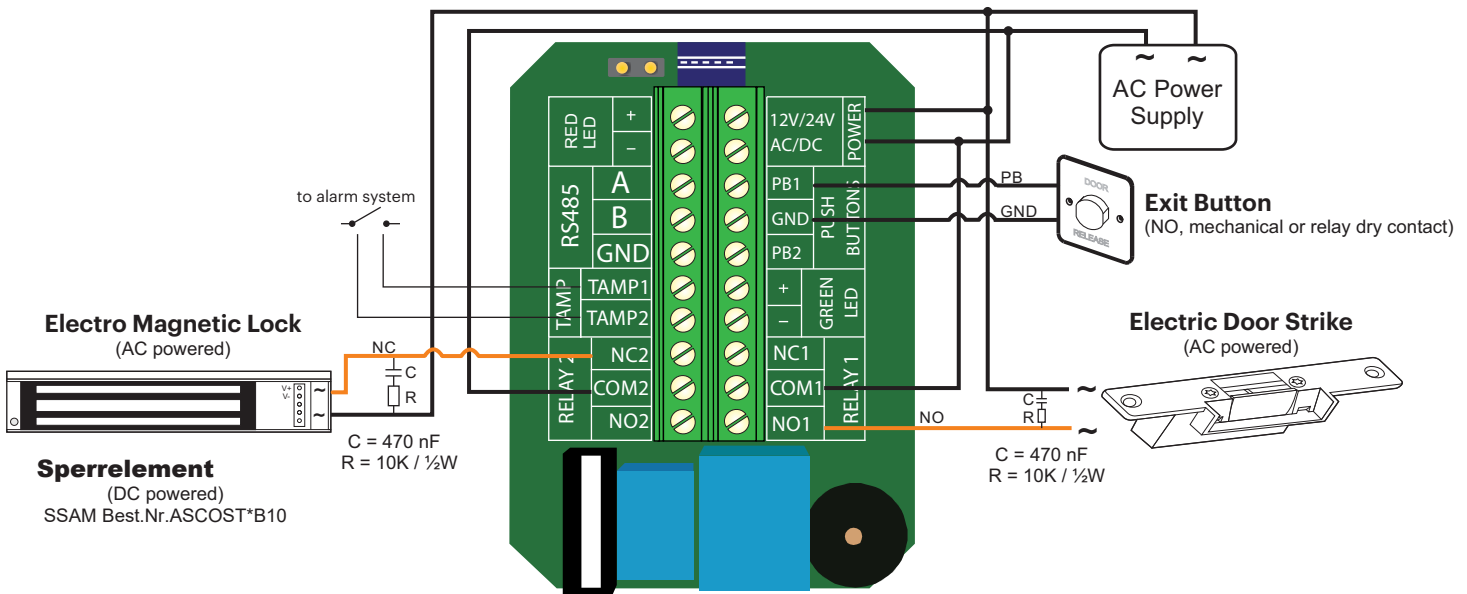 ~ ~
AC Power
Supply
RED
LED
+
–
RS485
A
B
GND
TAMP
TAMP1
TAMP2
RELAY 2
NC2
COM2
NO2
12V/24V
AC/DC
POWER
PB1
GND
PB2
PUSH
BUTTONS
+
–
GREEN
LED
NC1
COM1
NO1
RELAY 1
PB
GND
DOOR
RELEASE
Exit Button
(NO, mechanical or relay dry contact)
to alarm system
Electro Magnetic Lock
(AC powered)
NC
C
R
V+
V-
~
~
C = 470 nF
R = 10K / ½W
Sperrelement
(DC powered)
SSAM Best.Nr.ASCOST*B10
Electric Door Strike
(AC powered)
NO
C
R
~
~
C = 470 nF
R = 10K / ½W